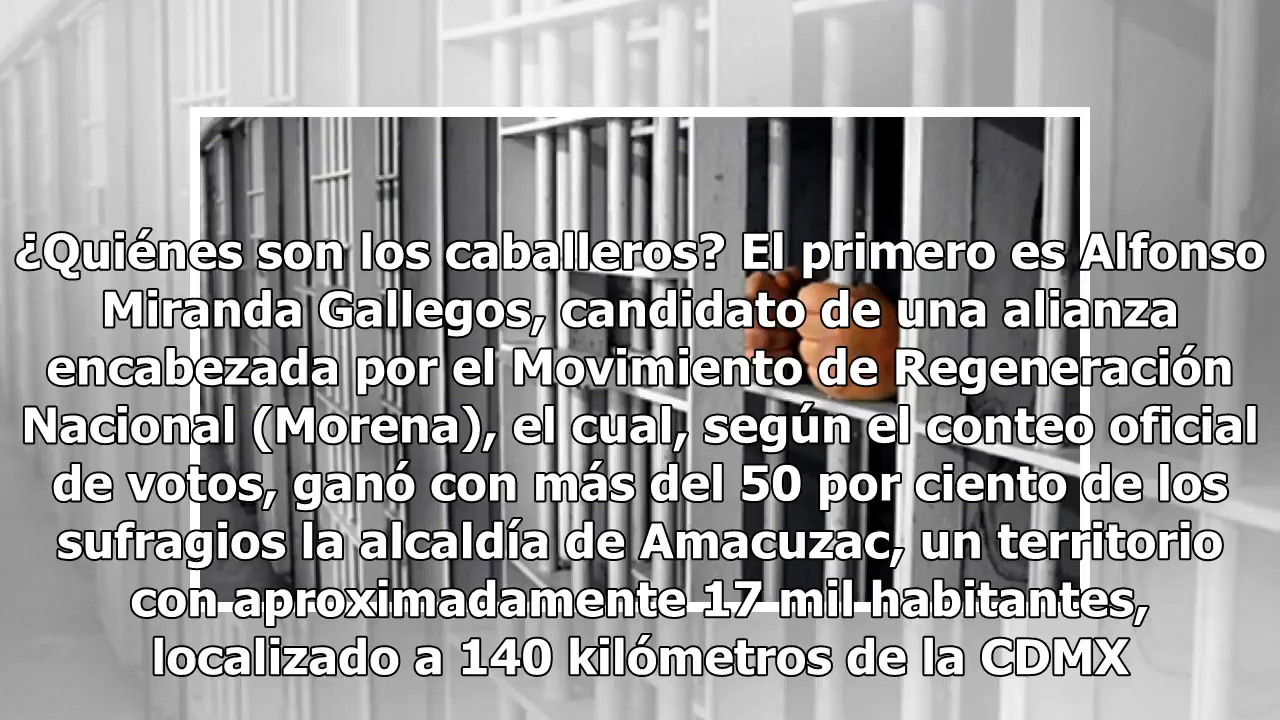 ¿Quiénes son los caballeros? El primero es Alfonso
Miranda Gallegos, candidato de una alianza
encabezada por el Movimiento de Regeneración
Nacional (Morena), el cual, según el conteo oficial
de votos, ganó con más del 50 por ciento de los
sufragios la alcaldía de Amacuzac, un territorio
con aproximadamente 17 mil habitantes,
localizado a 140 kilómetros de la CDMX